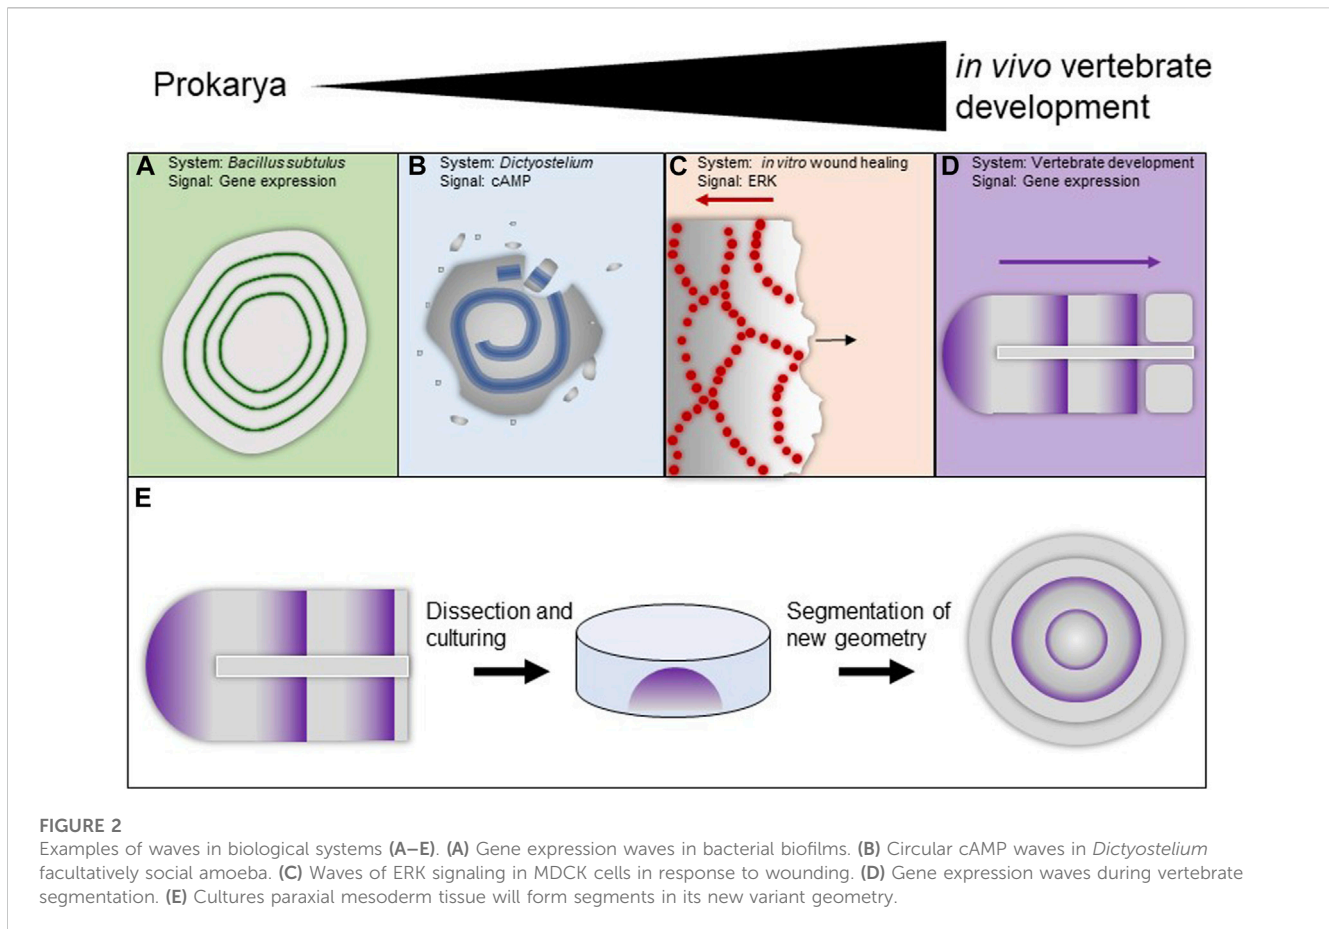 Prokarya
in vivo vertebrate
development
A System: Bacillus subtulus
Signal: Gene expression
B System: Dictyostelium
Signal: cAMP
C System: in vitro wound healing
Signal: ERK
D System: Vertebrate development
Signal: Gene expression
E
Dissection and
culturing
Segmentation of
new geometry
FIGURE 2
Examples of waves in biological systems (A–E). (A) Gene expression waves in bacterial biofilms. (B) Circular cAMP waves in Dictyostelium
facultatively social amoeba. (C) Waves of ERK signaling in MDCK cells in response to wounding. (D) Gene expression waves during vertebrate
segmentation. (E) Cultures paraxial mesoderm tissue will form segments in its new variant geometry.